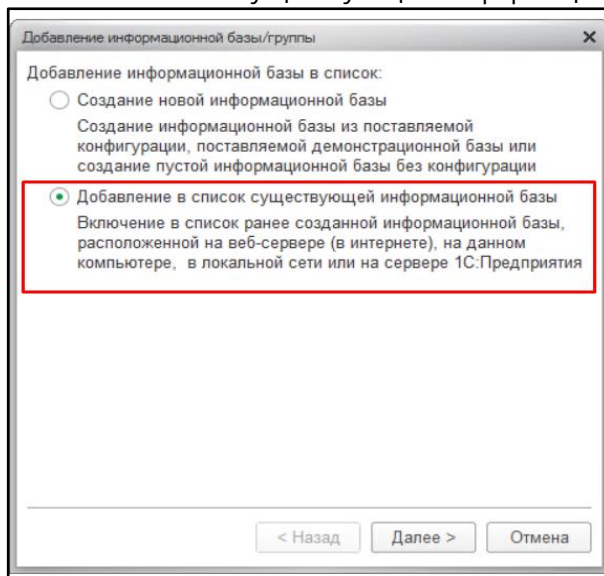 Добавление информационной базы/группы
Добавление информационной базы в список:
Создание новой информационной базы
Создание информационной базы из поставляемой
конфигурации, поставляемой демонстрационной базы или
создание пустой информационной базы без конфигурации
Добавление в список существующей информационной базы
Включение в список ранее созданной информационной базы,
расположенной на веб-сервере (в интернете), на данном
компьютере, в локальной сети или на сервере 1С:Предприятия
< Назад Далее > Отмена